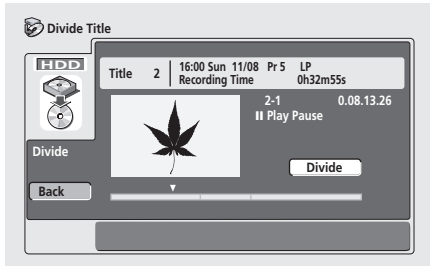 Divide Title
HDD
Title 2 16:00 Sun 11/08 Pr 5 LP
Recording Time 0h32m55s
2-1 0.08.13.26
Play Pause
Divide
Divide
Back